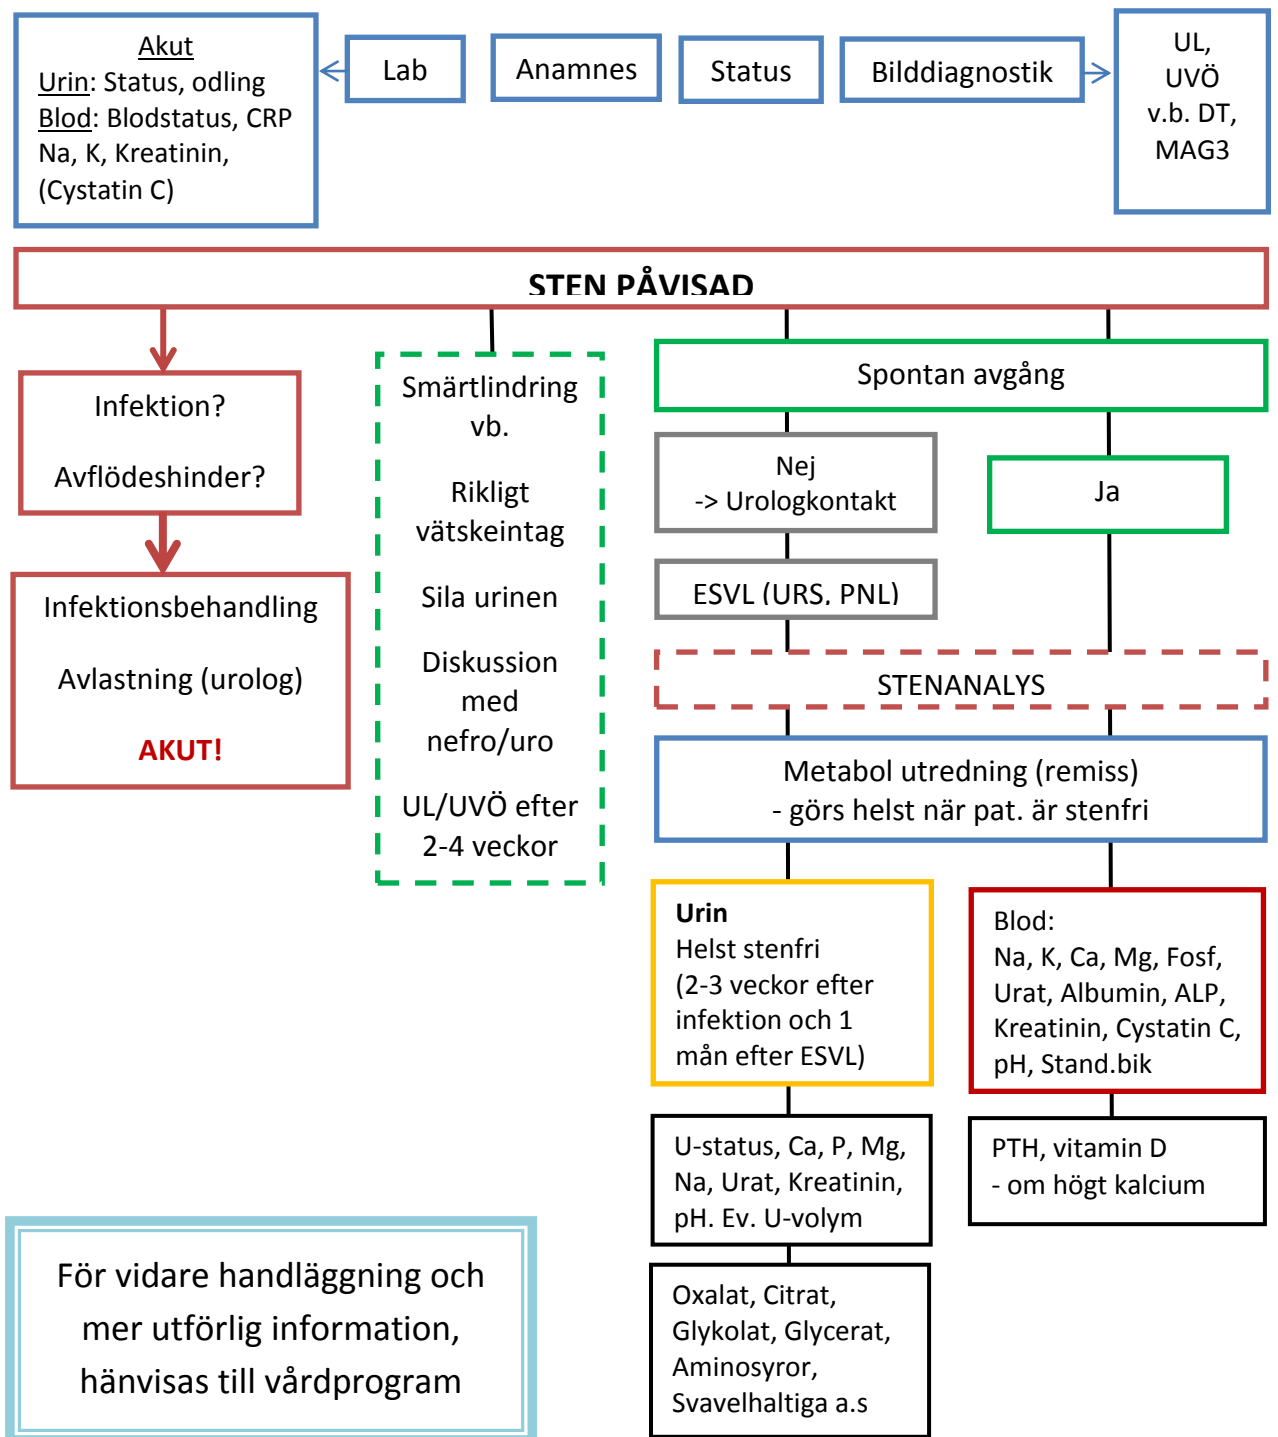 Akut
Urin: Status, odling
Blod: Blodstatus, CRP
Na, K, Kreatinin,
(Cystatin C)
Lab
Anamnes
Status
Bilddiagnostik
UL,
UVÖ
v.b. DT,
MAG3
STEN PÅVISAD
Infektion?
Avflödeshinder?
Infektionsbehandling
Avlastning (urolog)
AKUT!
Smärtlindring
vb.
Rikligt
vätskeintag
Sila urinen
Diskussion
med
nefro/uro
UL/UVÖ efter
2-4 veckor
Spontan avgång
Nej
-> Urologkontakt
Ja
ESVL (URS, PNL)
STENANALYS
Metabol utredning (remiss)
- görs helst när pat. är stenfri
Urin
Helst stenfri
(2-3 veckor efter
infektion och 1
mån efter ESVL)
Blod:
Na, K, Ca, Mg, Fosf,
Urat, Albumin, ALP,
Kreatinin, Cystatin C,
pH, Stand.bik
U-status, Ca, P, Mg,
Na, Urat, Kreatinin,
pH. Ev. U-volym
PTH, vitamin D
- om högt kalcium
Oxalat, Citrat,
Glykolat, Glycerat,
Aminosyror,
Svavelhaltiga a.s
För vidare handläggning och
mer utförlig information,
hänvisas till vårdprogram